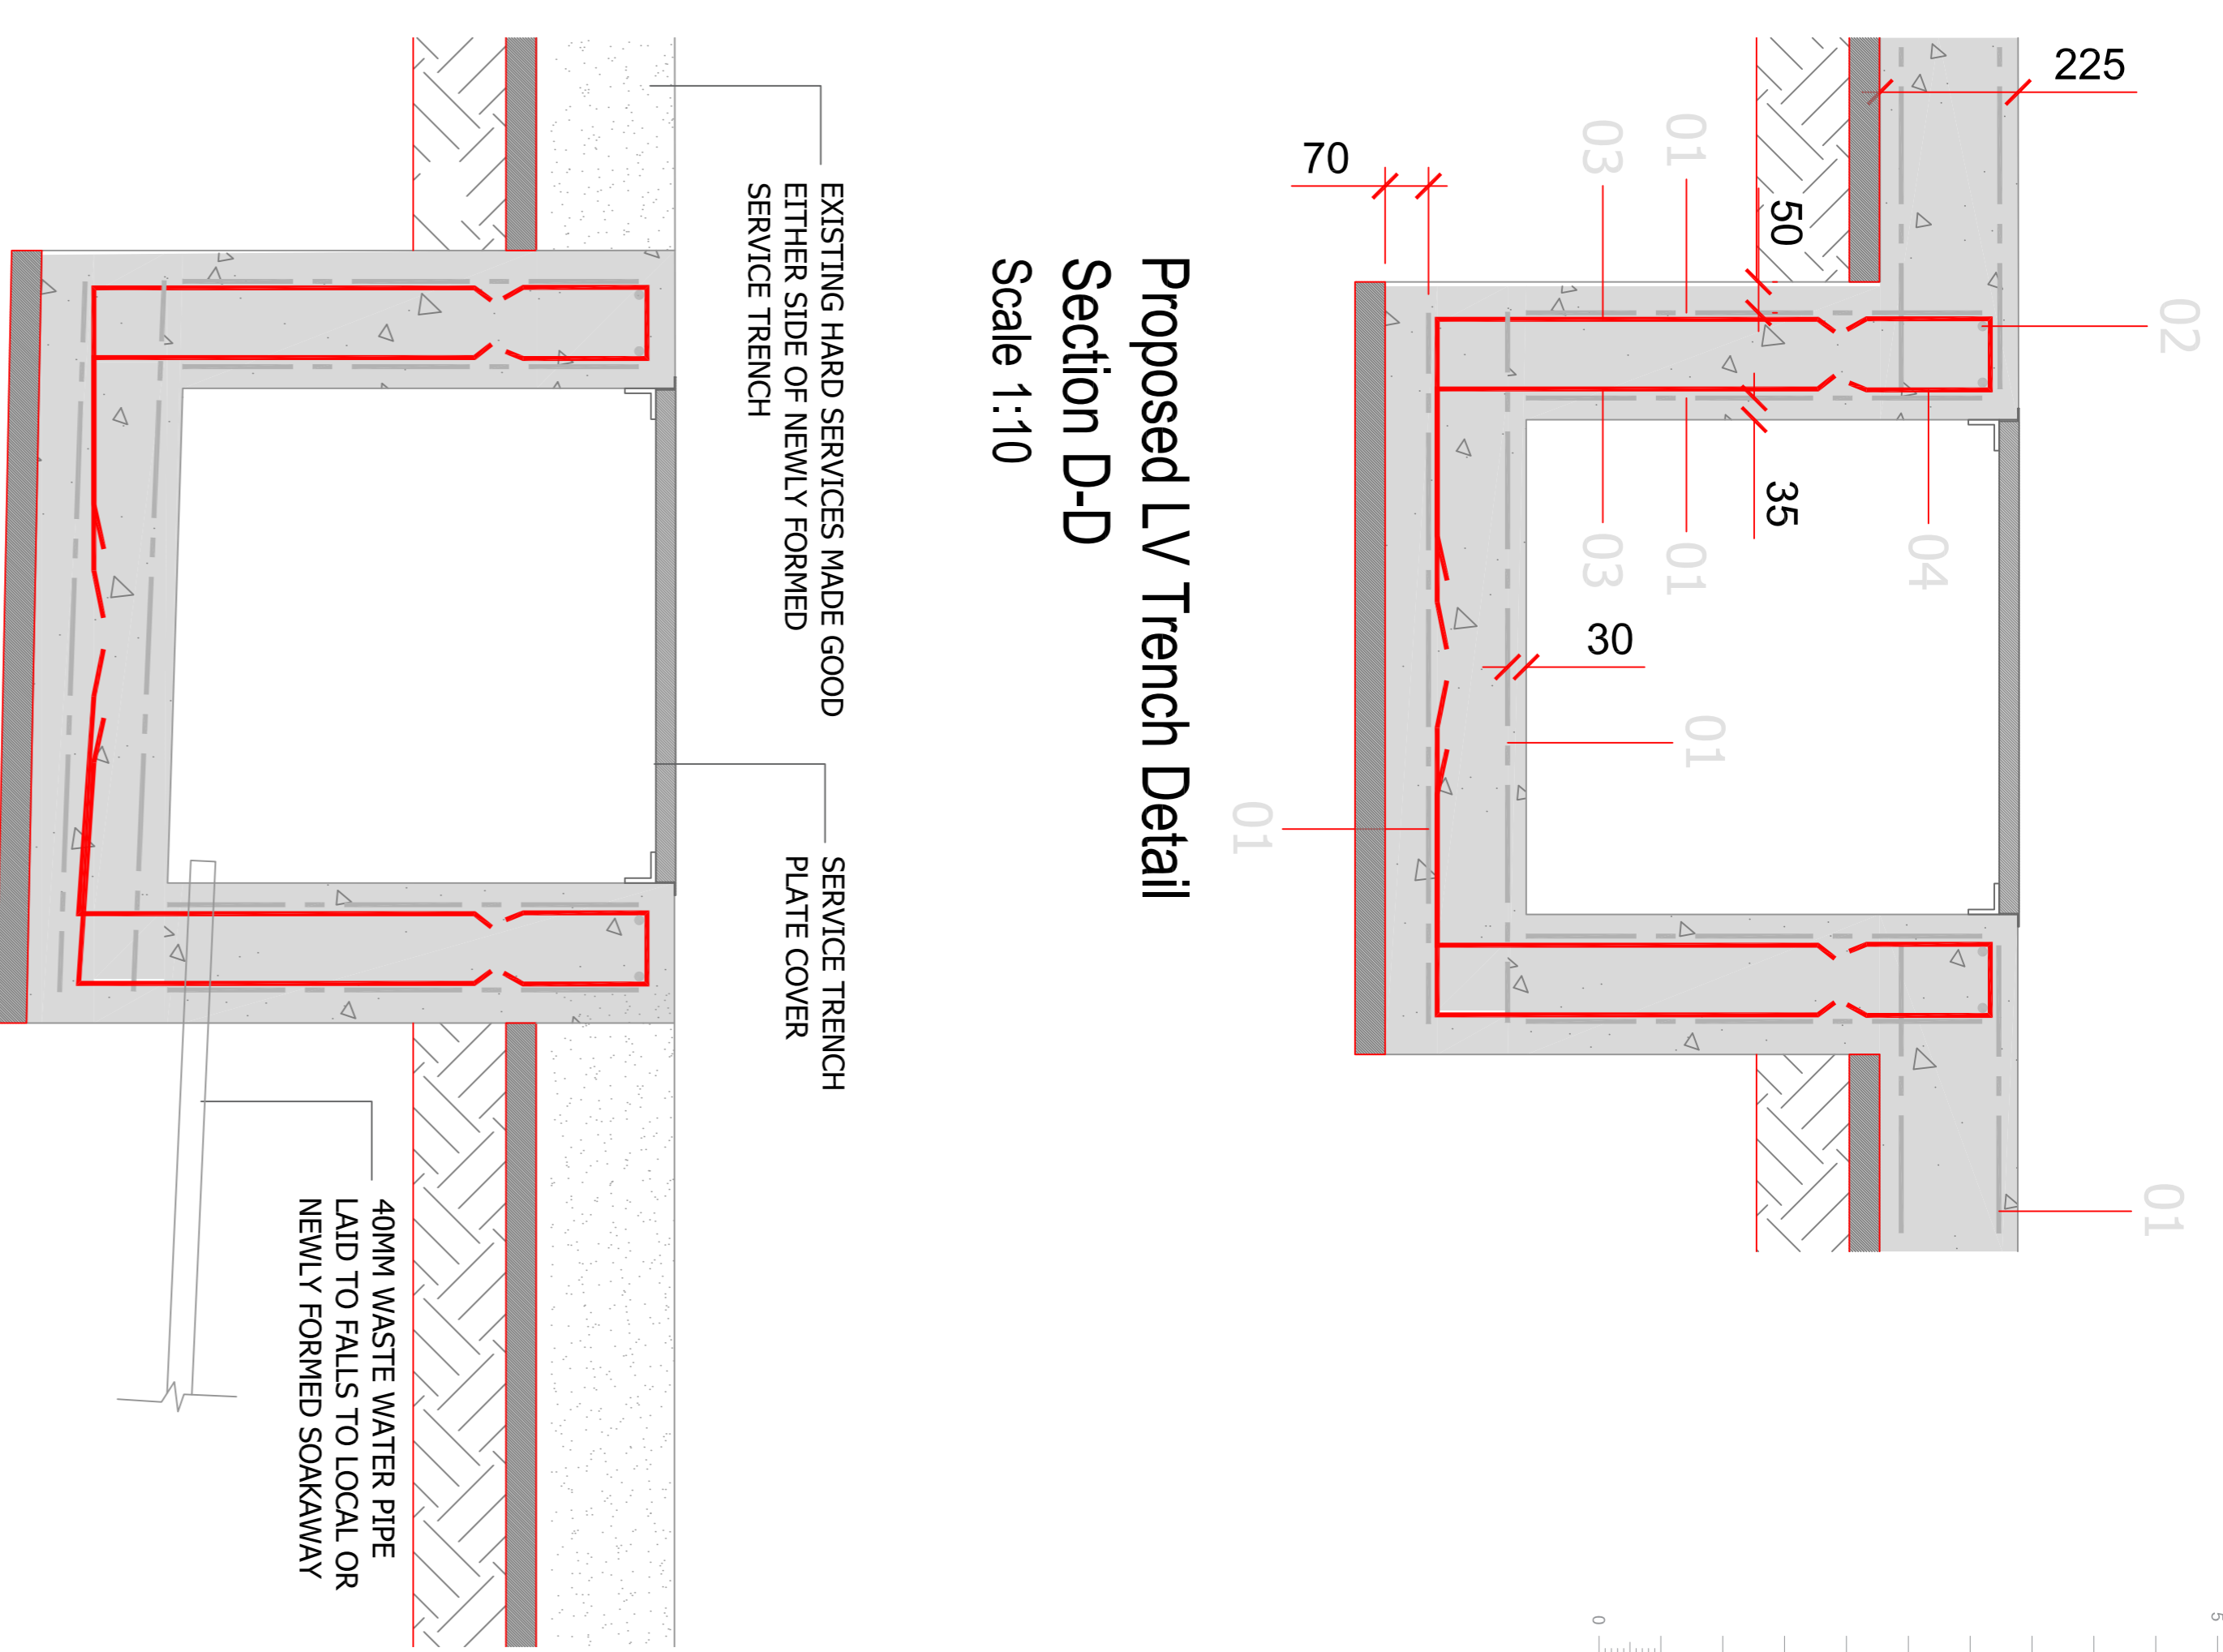 225
70
03
01
50
02
35
03
01
04
30
01
01
01
Proposed LV Trench Detail
Section D-D
Scale 1:10
EXISTING HARD SERVICES MADE GOOD
EITHER SIDE OF NEWLY FORMED
SERVICE TRENCH
SERVICE TRENCH
PLATE COVER
40MM WASTE WATER PIPE
LAID TO FALLS TO LOCAL OR
NEWLY FORMED SOAKAWAY
0
5